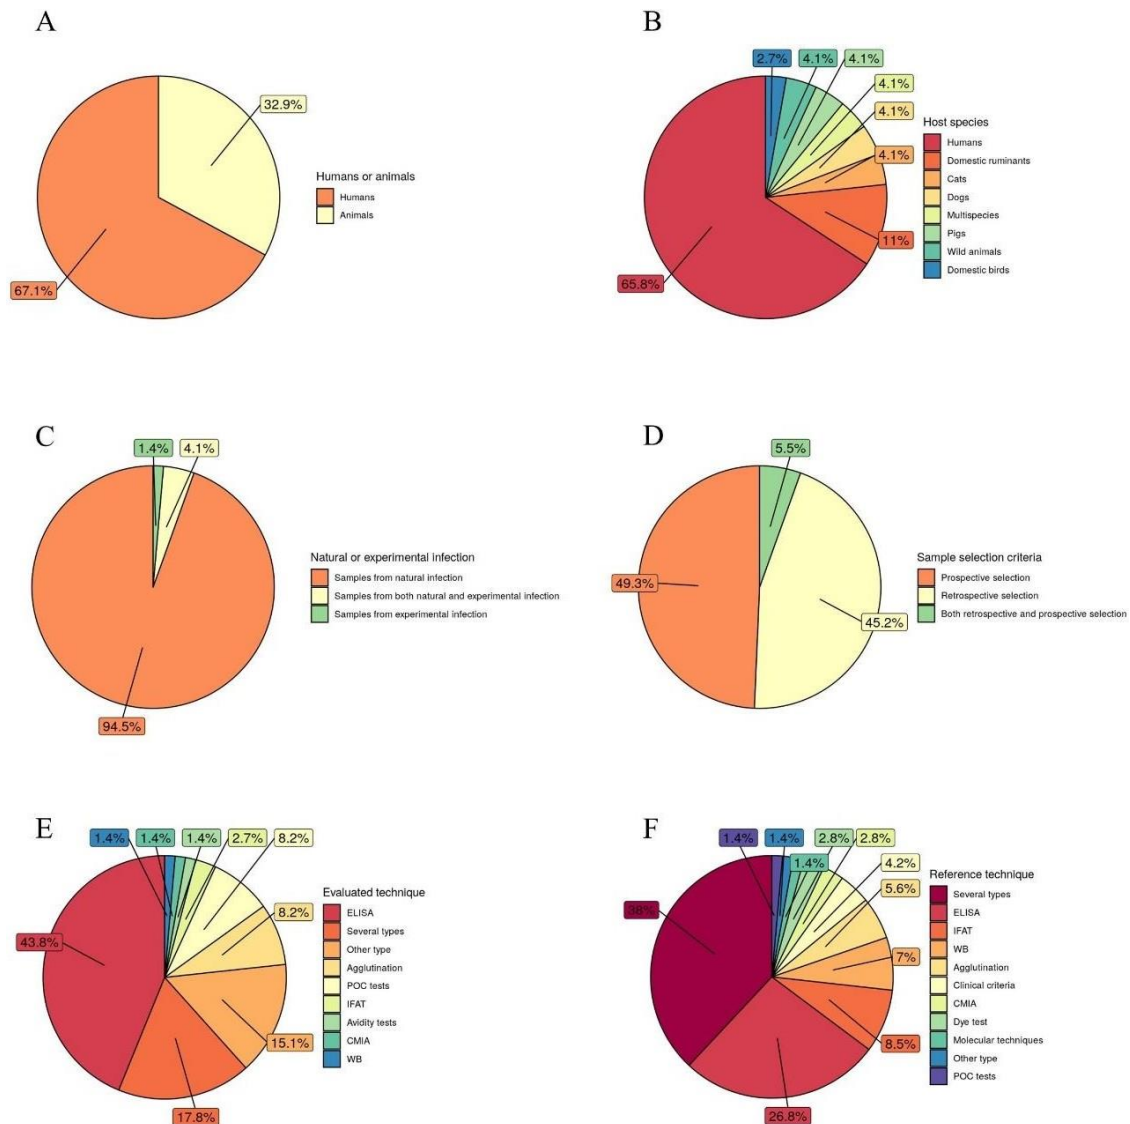 A
32.9%
67.1%
Humans or animals
Humans
Animals
B
2.7%
4.1%
4.1%
4.1%
4.1%
4.1%
11%
65.8%
Host species
Humans
Domestic ruminants
Cats
Dogs
Multispecies
Pigs
Wild animals
Domestic birds
C
1.4%
4.1%
94.5%
Natural or experimental infection
Samples from natural infection
Samples from both natural and experimental infection
Samples from experimental infection
D
5.5%
49.3%
45.2%
Sample selection criteria
Prospective selection
Retrospective selection
Both retrospective and prospective selection
E
1.4%
1.4%
1.4%
2.7%
8.2%
8.2%
43.8%
15.1%
17.8%
Evaluated technique
ELISA
Several types
Other type
Agglutination
POC tests
IFAT
Avidity tests
CMIA
WB
F
1.4%
1.4%
1.4%
2.8%
2.8%
4.2%
5.6%
38%
7%
8.5%
26.8%
Reference technique
Several types
ELISA
IFAT
WB
Agglutination
Clinical criteria
CMIA
Dye test
Molecular techniques
Other type
POC tests